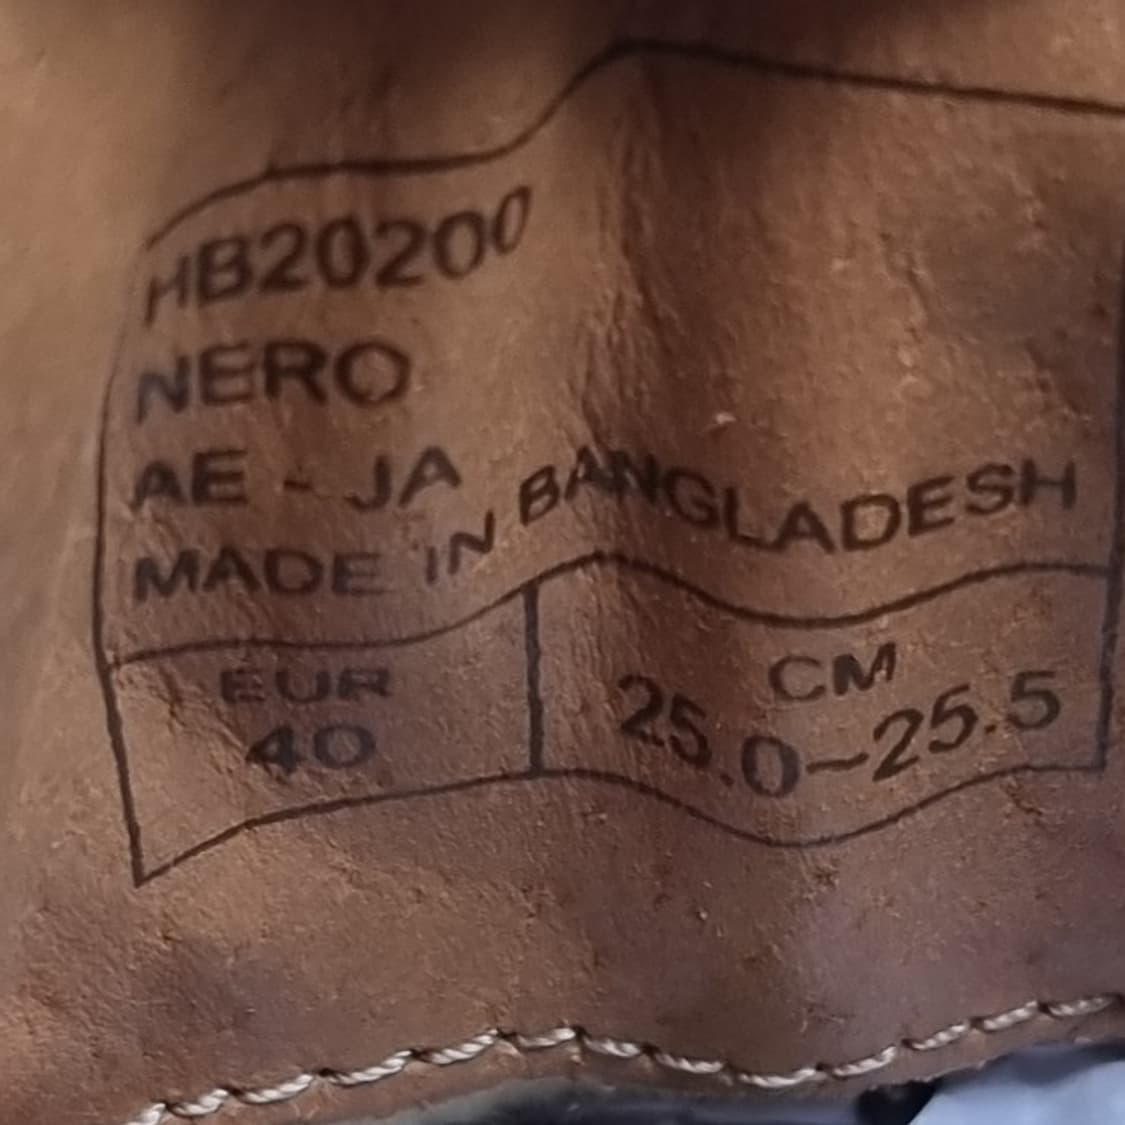 HB20200
NERO
AE - JA
MADE IN BANGLADESH
EUR
40
CM
25.0~25.5